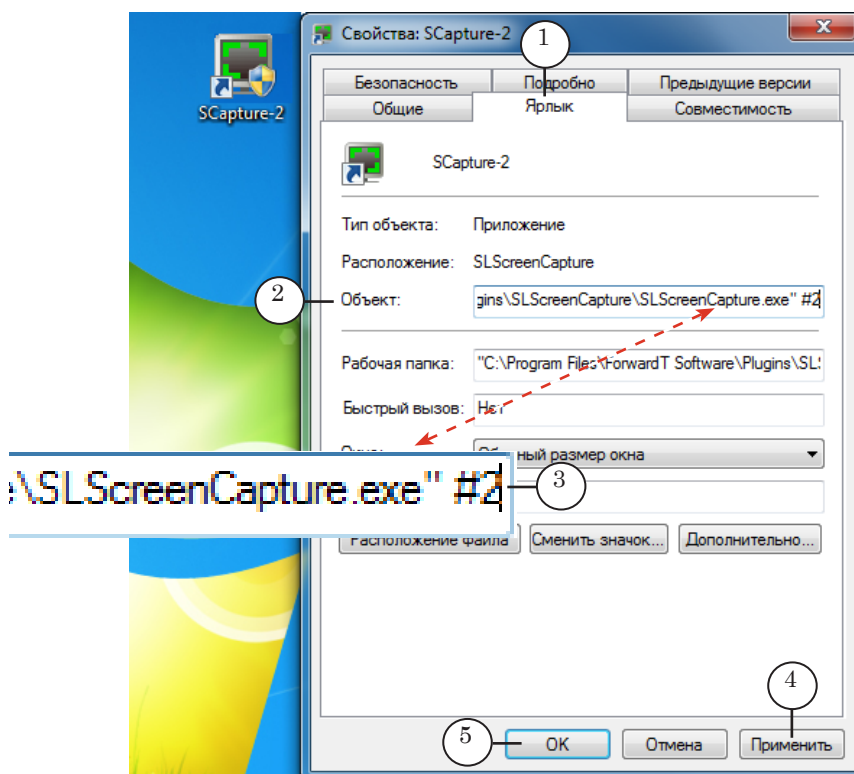 SCapture-2
Свойства: SCapture-2
1
Безопасность Подробно Предыдущие версии
Общие Ярлык Совместимость
SCapture-2
Тип объекта: Приложение
Расположение: SLScreenCapture
2
Объект: gins\SLScreenCapture\SLScreenCapture.exe" #2
Рабочая папка: "C:\Program Files\ForwardT Software\Plugins\SL:
Быстрый вызов: Нет
ный размер окна
\SLScreenCapture.exe" #2
3
Расположение файла Сменить значок... Дополнительно...
4
5
OK Отмена Применить